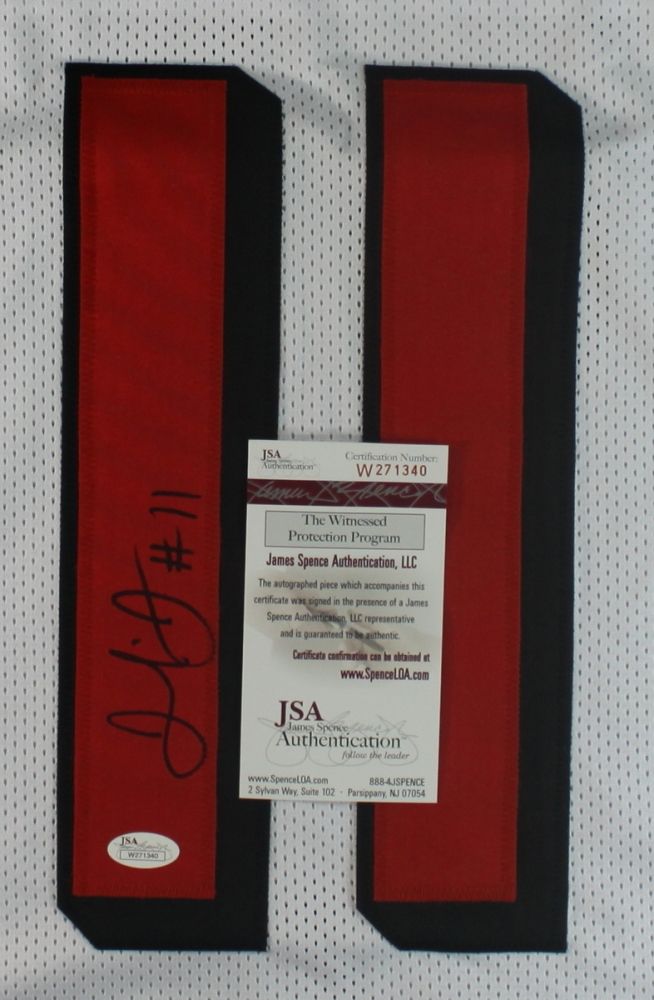 #11
JSA
Authentication
Certification Number:
W271340
The Witnessed
Protection Program
James Spence Authentication, LLC
The autographed piece which accompanies this
certificate was signed in the presence of a James
Spence Authentication, LLC representative
and is guaranteed to be authentic.
Certificate confirmation can be obtained at
www.SpenceLOA.com
JSA
James Spence
Authentication
follow the leader
www.SpenceLOA.com 888-4JSPENCE
2 Sylvan Way, Suite 102 - Parsippany, NJ 07054
JSA
W271340